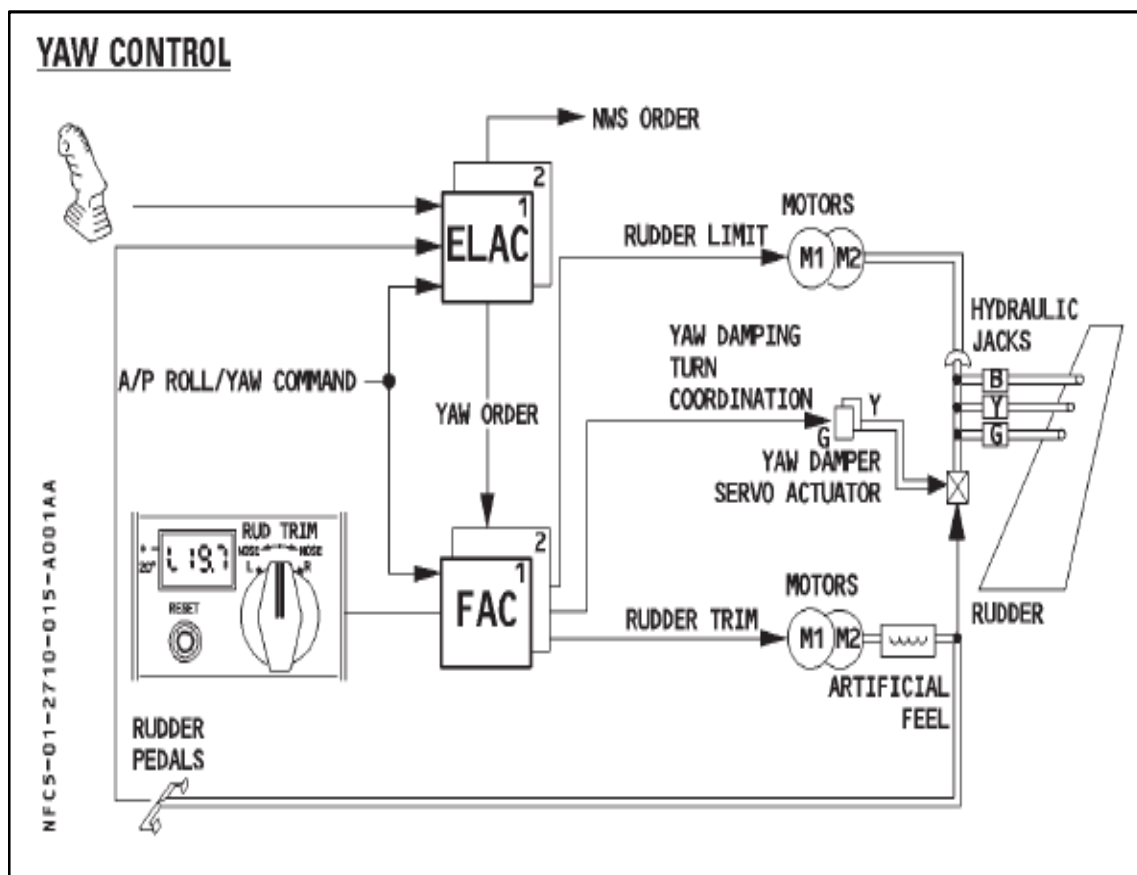 YAW CONTROL
NWS ORDER
2
1
ELAC
MOTORS
RUDDER LIMIT
M1 M2
HYDRAULIC
JACKS
YAW DAMPING
TURN
COORDINATION
A/P ROLL/YAW COMMAND
YAW ORDER
B
Y
G
Y
G
YAW DAMPER
SERVO ACTUATOR
RUD TRIM
NOSE NOSE
L R
20°
L19.7
RESET
2
1
FAC
MOTORS
RUDDER TRIM
M1 M2
RUDDER
ARTIFICIAL
FEEL
RUDDER
PEDALS
NFC5-01-2710-015-A001AA